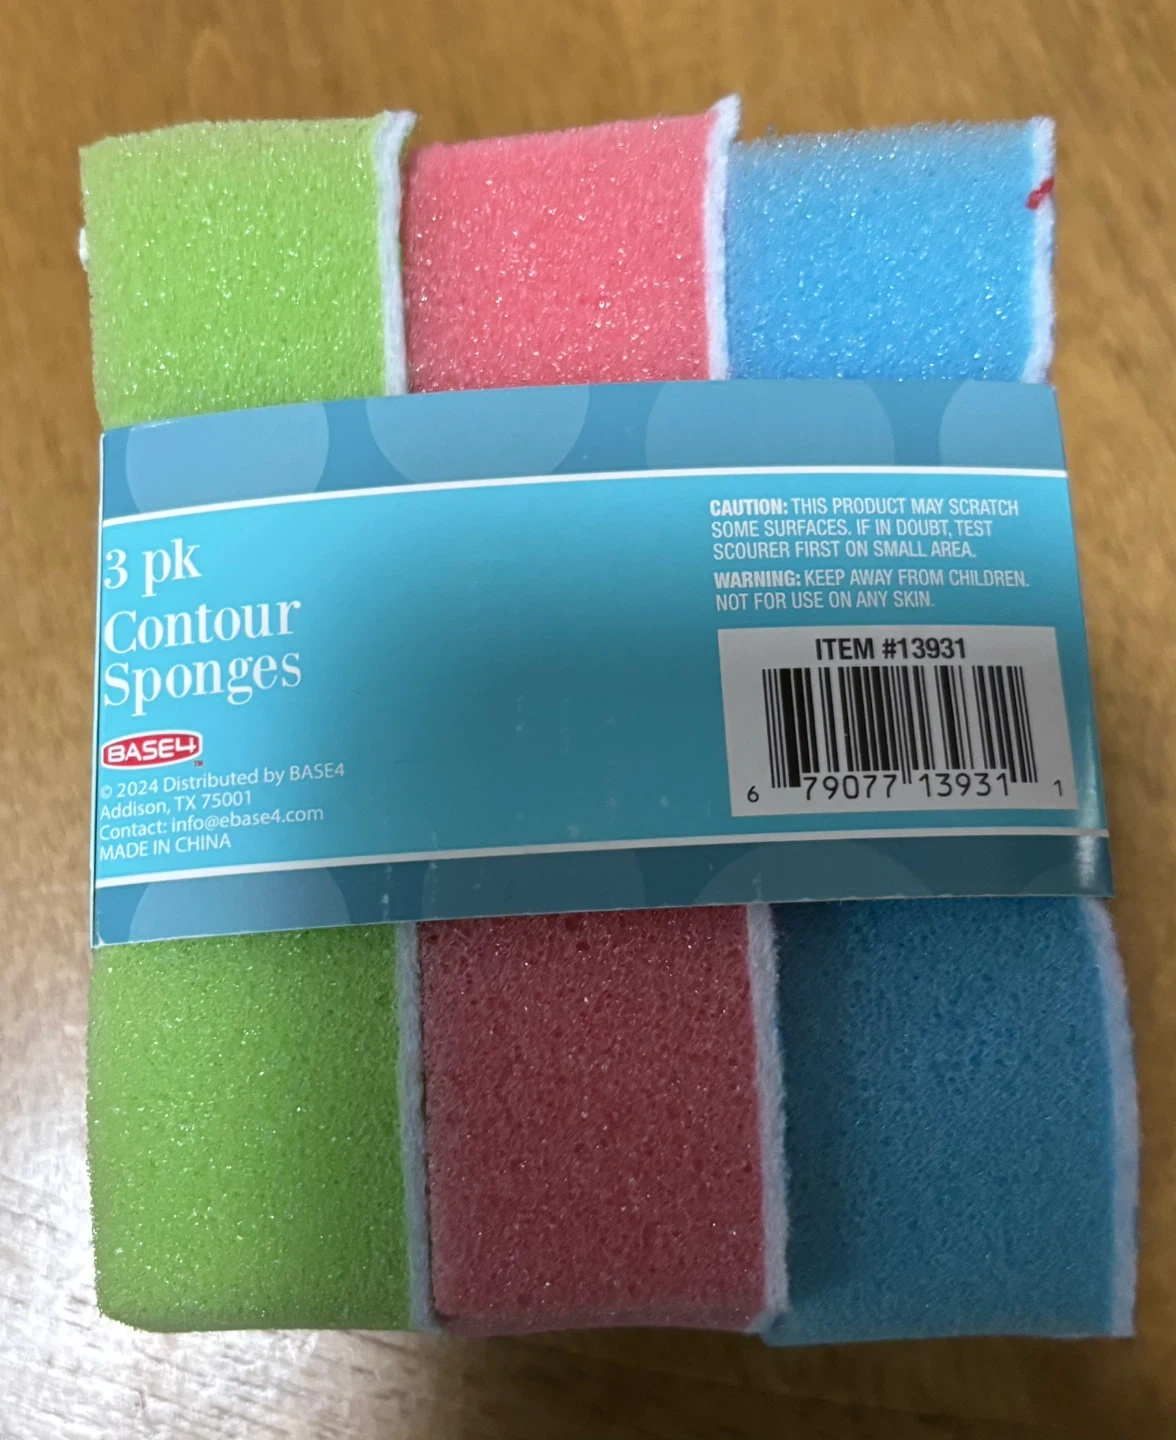 3 pk
Contour
Sponges
BASE4™
© 2024 Distributed by BASE4
Addison, TX 75001
Contact: info@ebase4.com
MADE IN CHINA
CAUTION: THIS PRODUCT MAY SCRATCH
SOME SURFACES. IF IN DOUBT, TEST
SCOURER FIRST ON SMALL AREA.
WARNING: KEEP AWAY FROM CHILDREN.
NOT FOR USE ON ANY SKIN.
ITEM #13931
6 79077 13931 1